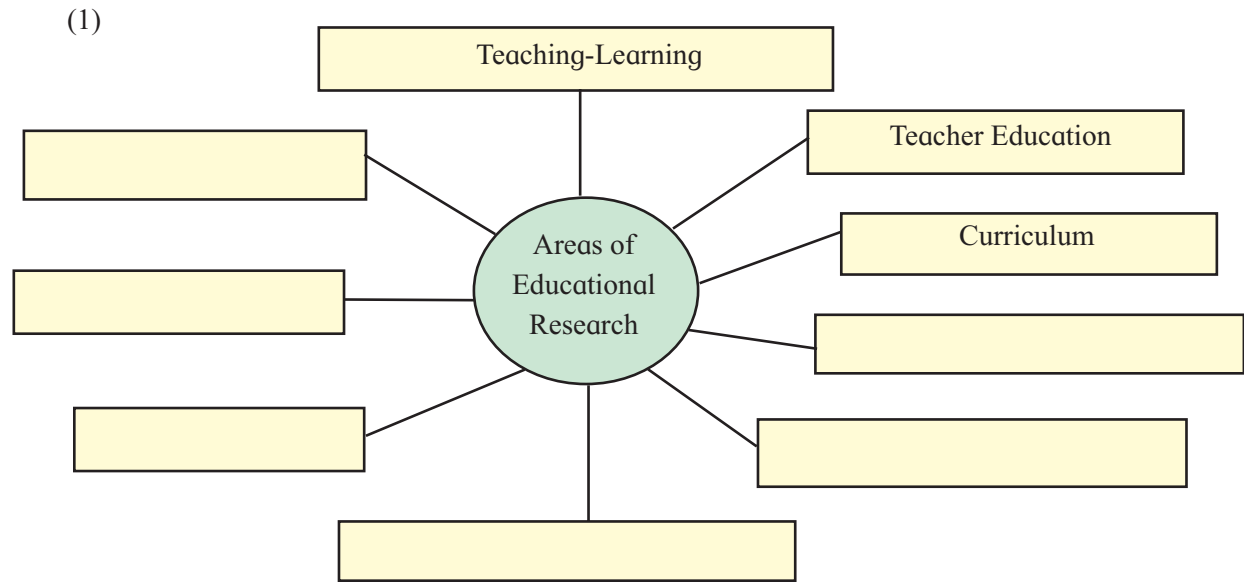 (1)
Teaching-Learning
Teacher Education
Curriculum
Areas of
Educational
Research